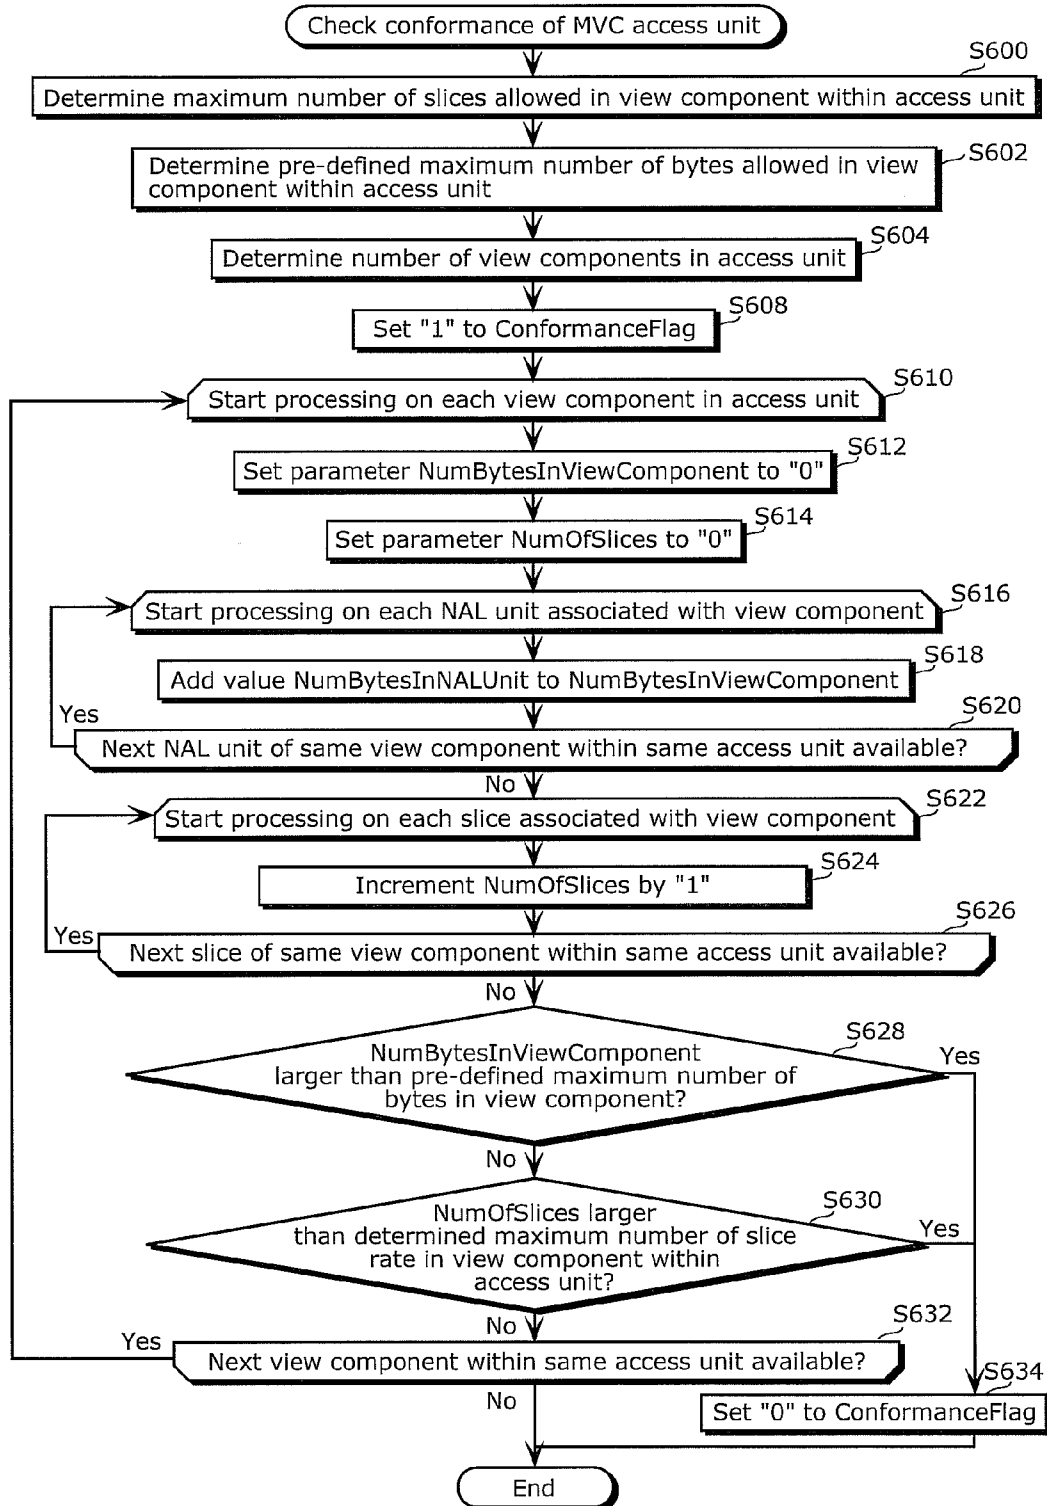 Check conformance of MVC access unit
S600
Determine maximum number of slices allowed in view component within access unit
S602
Determine pre-defined maximum number of bytes allowed in view
component within access unit
S604
Determine number of view components in access unit
S608
Set "1" to ConformanceFlag
S610
Start processing on each view component in access unit
S612
Set parameter NumBytesInViewComponent to "0"
S614
Set parameter NumOfSlices to "0"
S616
Start processing on each NAL unit associated with view component
S618
Add value NumBytesInNALUnit to NumBytesInViewComponent
Yes
S620
Next NAL unit of same view component within same access unit available?
No
S622
Start processing on each slice associated with view component
S624
Increment NumOfSlices by "1"
S626
Yes
Next slice of same view component within same access unit available?
No
S628
NumBytesInViewComponent
larger than pre-defined maximum number of
bytes in view component?
Yes
No
S630
NumOfSlices larger
than determined maximum number of slice
rate in view component within
access unit?
Yes
No
S632
Yes
Next view component within same access unit available?
No
S634
Set "0" to ConformanceFlag
End